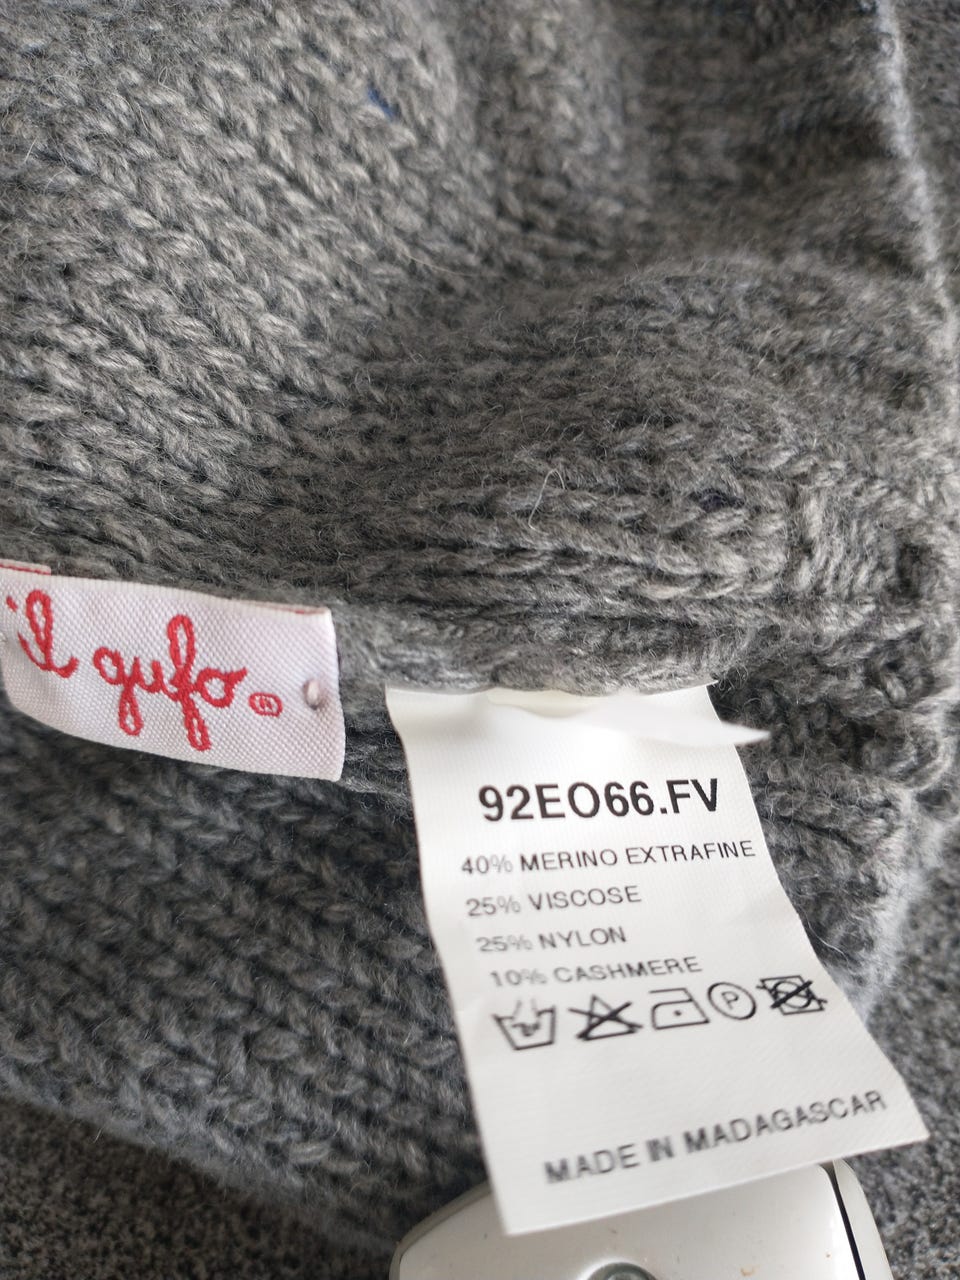 il gufo®
92EO66.FV
40% MERINO EXTRAFINE
25% VISCOSE
25% NYLON
10% CASHMERE
P
MADE IN MADAGASCAR